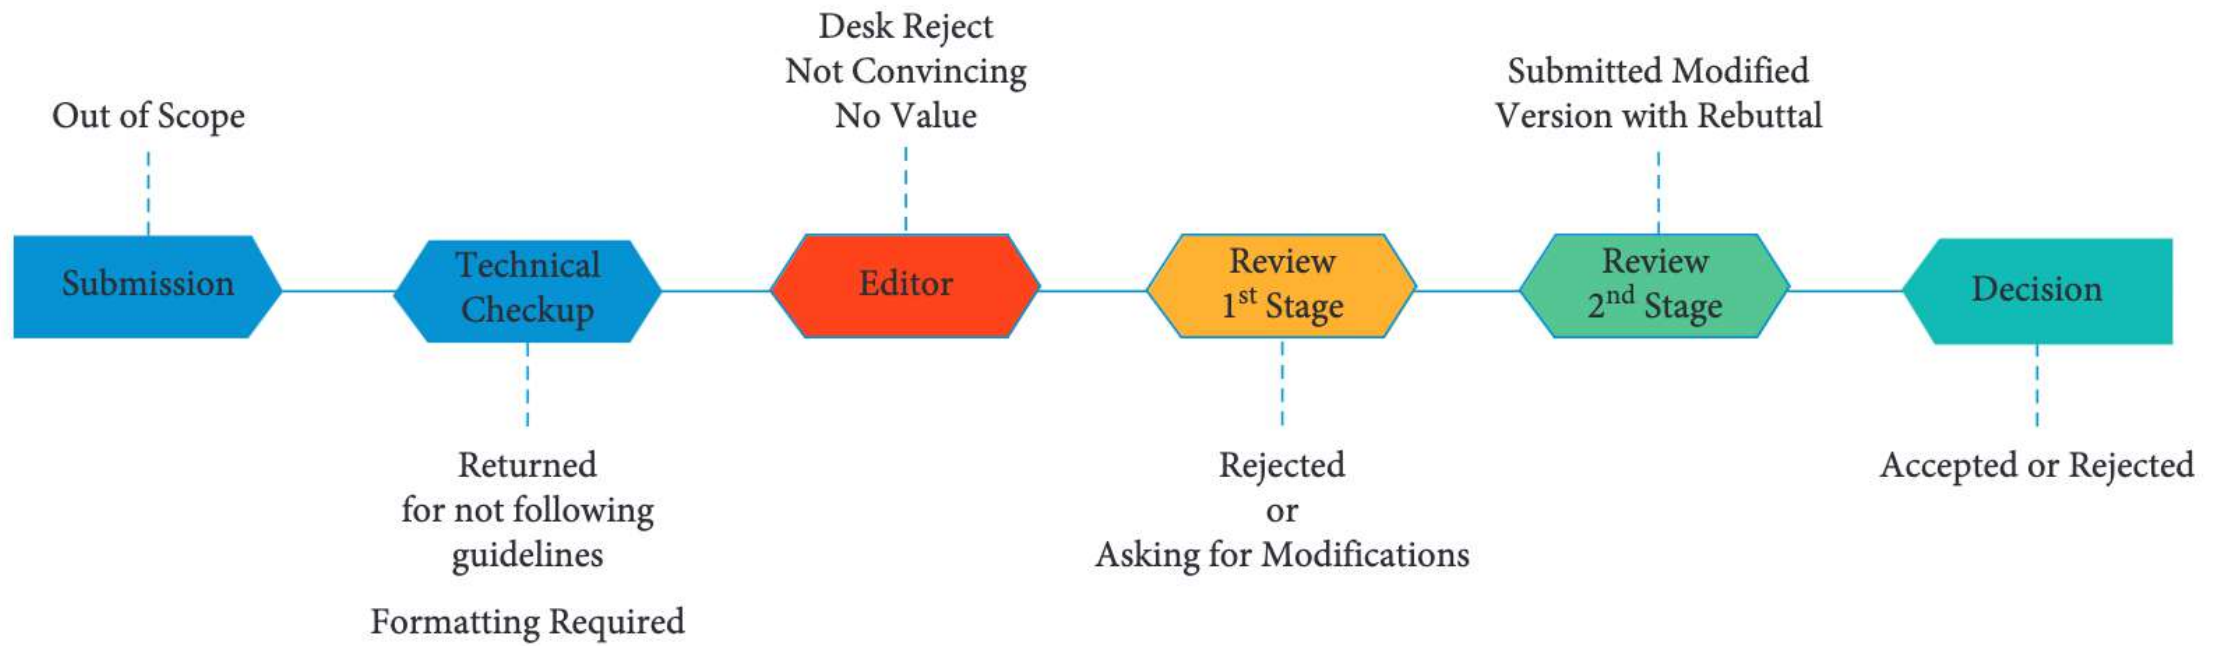 Out of Scope
Submission
Technical
Checkup
Returned
for not following
guidelines
Formatting Required
Desk Reject
Not Convincing
No Value
Editor
Review
1st Stage
Rejected
or
Asking for Modifications
Submitted Modified
Version with Rebuttal
Review
2nd Stage
Decision
Accepted or Rejected